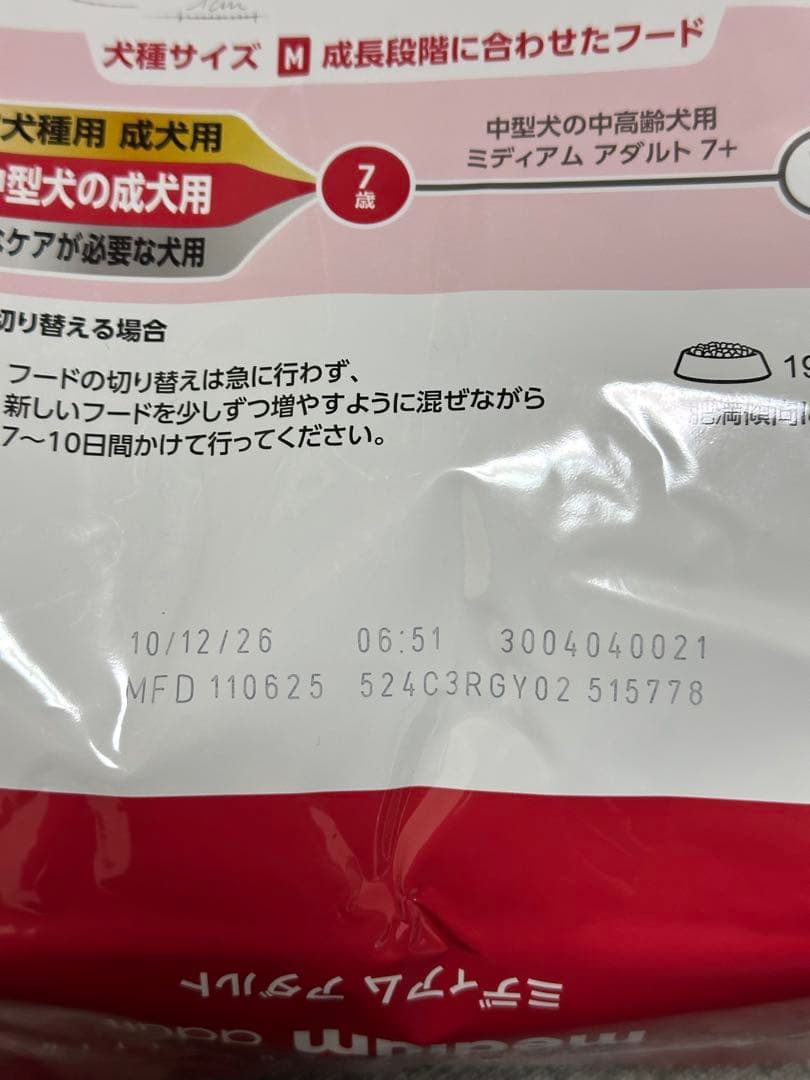 犬種サイズ M 成長段階に合わせたフード
犬種用 成犬用
型犬の成犬用
ケアが必要な犬用
7
歳
中型犬の中高齢犬用
ミディアム アダルト 7+
切り替える場合
フードの切り替えは急に行わず、
新しいフードを少しずつ増やすように混ぜながら
7～10日間かけて行ってください。
19
肥満傾向
10/12/26 06:51 3004040021
MFD 110625 524C3RGY02 515778
ミディアム アダルト
medium adult